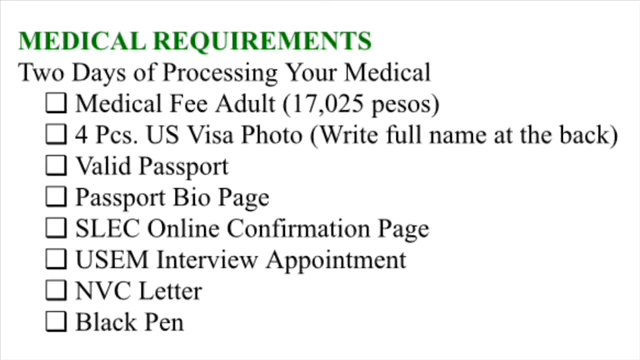 MEDICAL REQUIREMENTS
Two Days of Processing Your Medical
☐ Medical Fee Adult (17,025 pesos)
☐ 4 Pcs. US Visa Photo (Write full name at the back)
☐ Valid Passport
☐ Passport Bio Page
☐ SLEC Online Confirmation Page
☐ USEM Interview Appointment
☐ NVC Letter
☐ Black Pen